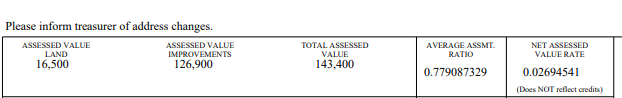 Please inform treasurer of address changes.
ASSESSED VALUE LAND
16,500
ASSESSED VALUE IMPROVEMENTS
126,900
TOTAL ASSESSED VALUE
143,400
AVERAGE ASSMT. RATIO
0.779087329
NET ASSESSED VALUE RATE
0.02694541
(Does NOT reflect credits)